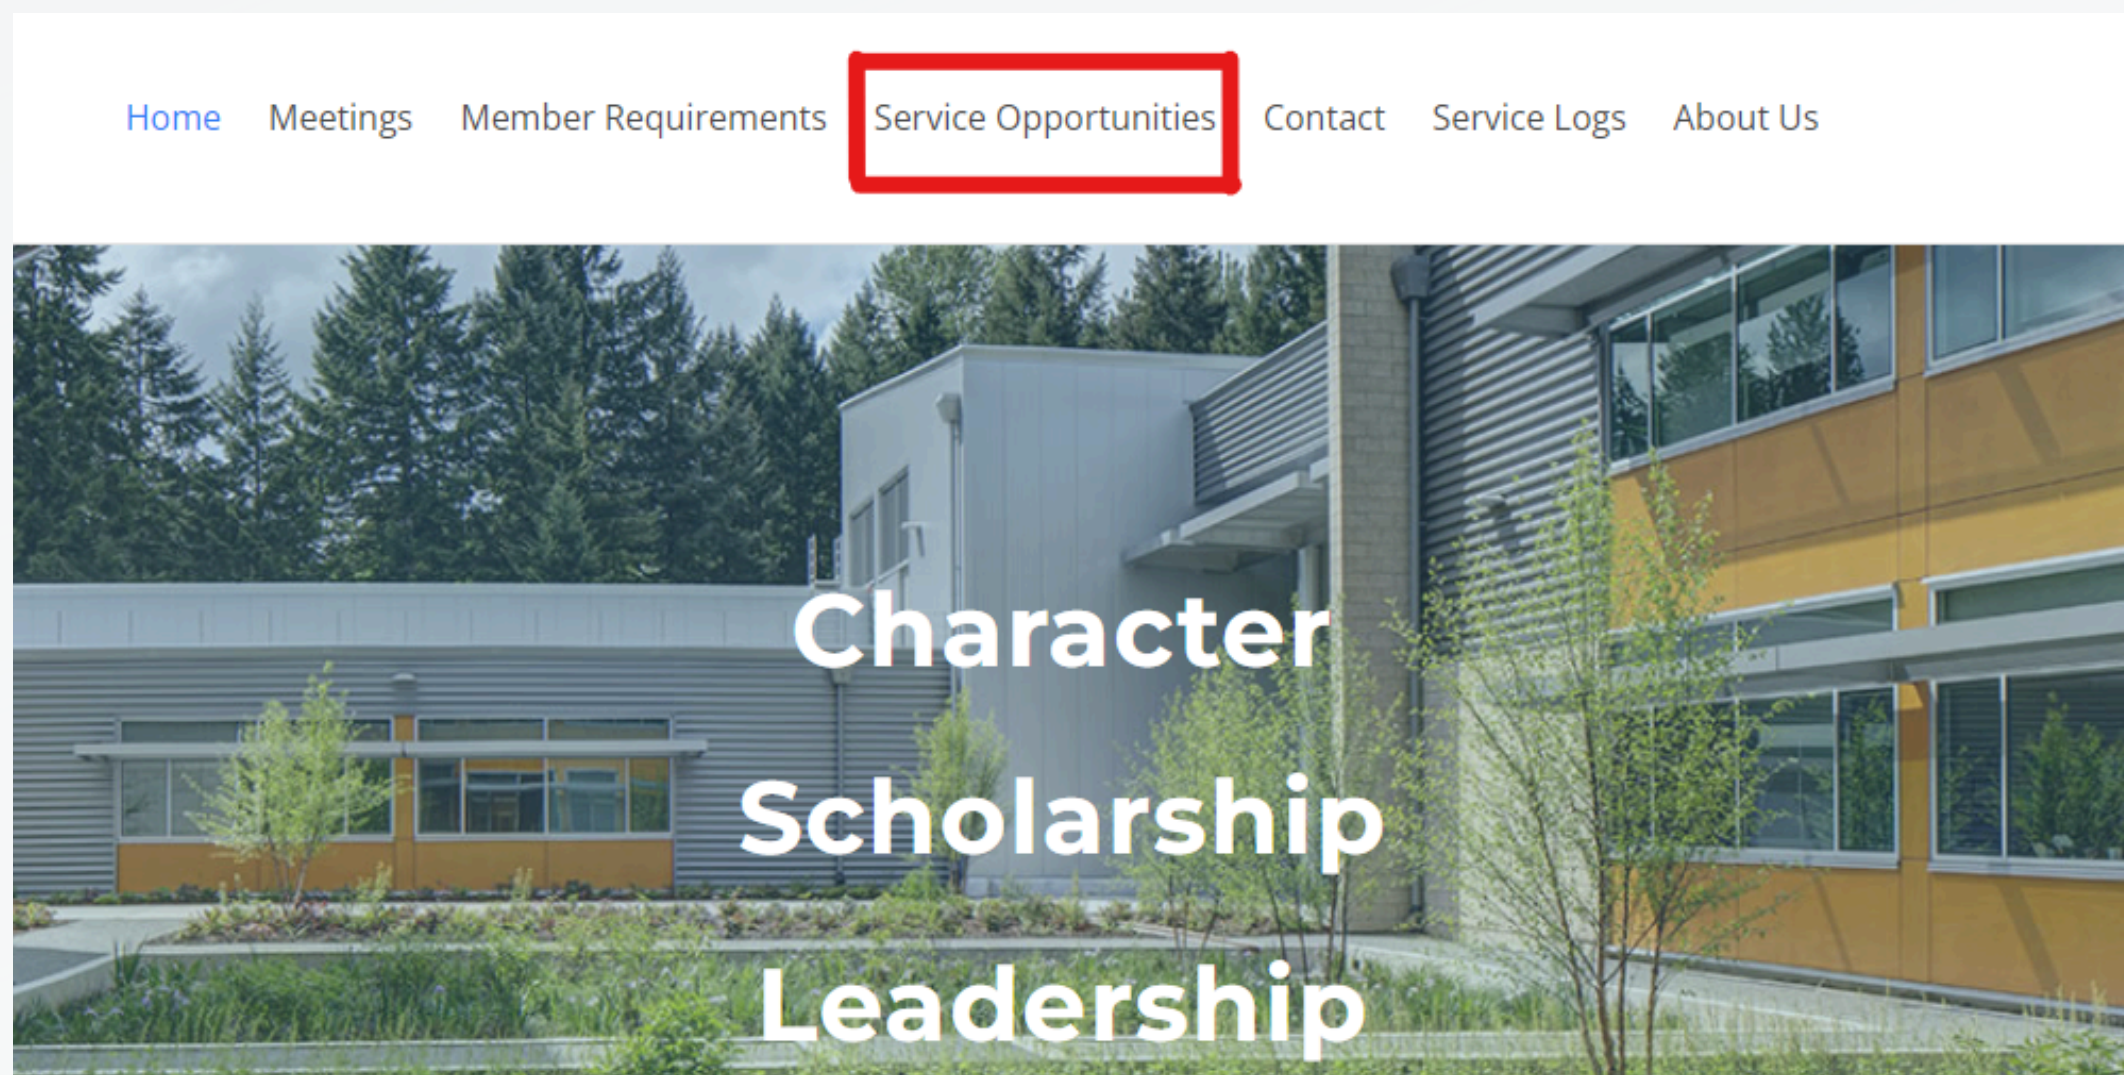 Home Meetings Member Requirements Service Opportunities Contact Service Logs About Us
Character
Scholarship
Leadership